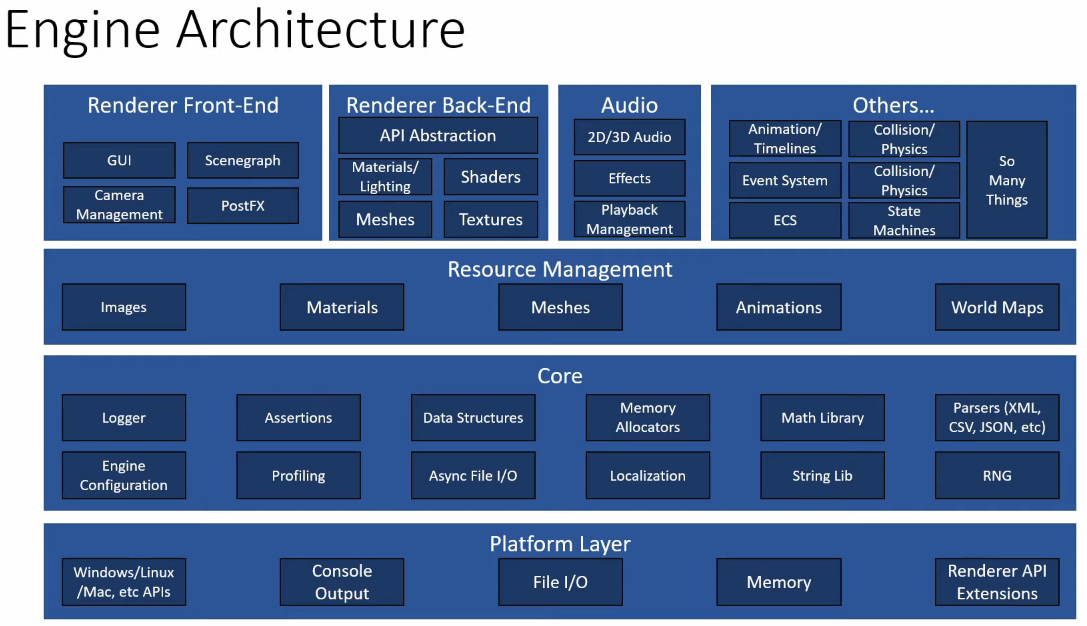 Engine Architecture
Renderer Front-End
GUI
Scenegraph
Camera
Management
PostFX
Renderer Back-End
API Abstraction
Materials/
Lighting
Shaders
Meshes
Textures
Audio
2D/3D Audio
Effects
Playback
Management
Others...
Animation/
Timelines
Collision/
Physics
Event System
Collision/
Physics
ECS
State
Machines
So
Many
Things
Resource Management
Images
Materials
Meshes
Animations
World Maps
Core
Logger
Assertions
Data Structures
Memory
Allocators
Math Library
Parsers (XML,
CSV, JSON, etc)
Engine
Configuration
Profiling
Async File I/O
Localization
String Lib
RNG
Platform Layer
Windows/Linux
/Mac, etc APIs
Console
Output
File I/O
Memory
Renderer API
Extensions